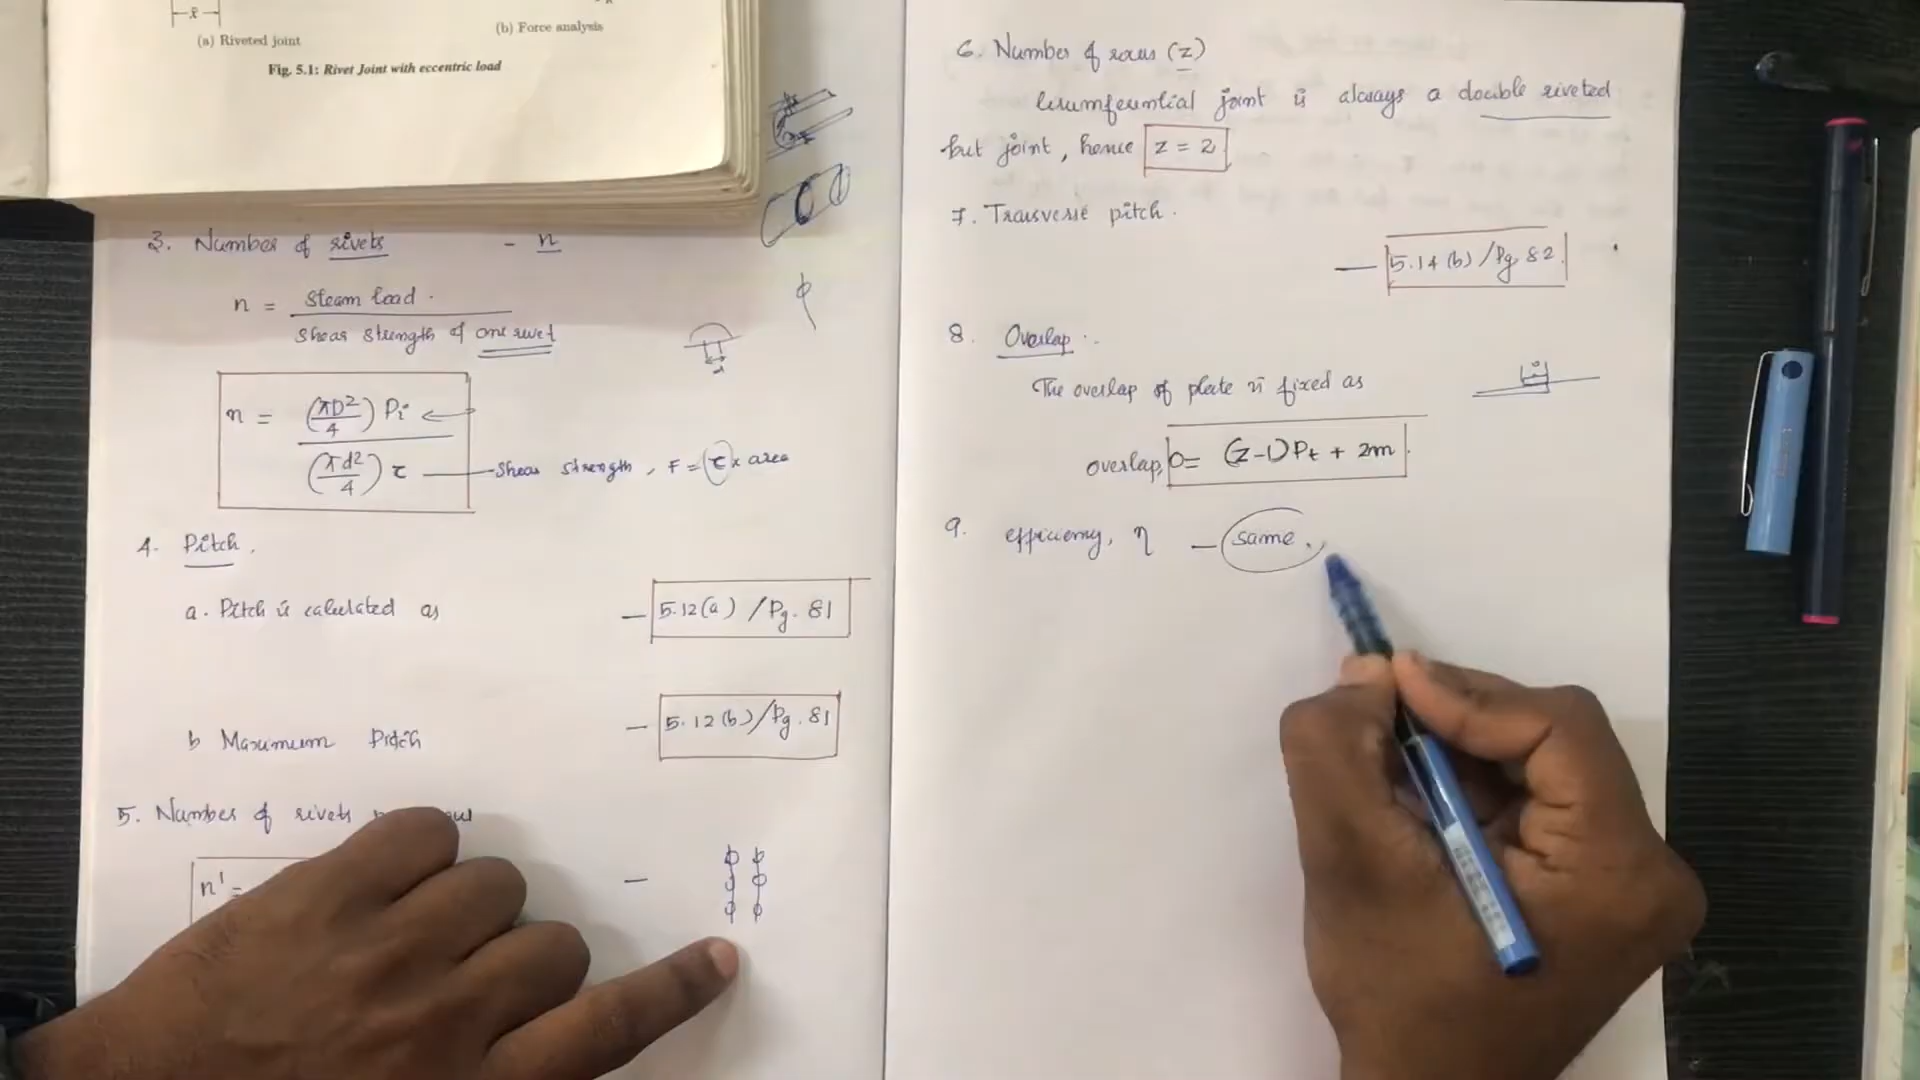 (a) Riveted joint
(b) Force analysis
Fig. 5.1: Rivet Joint with eccentric load
3. Number of rivets - n
n = Steam load.
Shear strength of one rivet
n = (πD²/4) Pi
(πd²/4) τ — Shear strength, F = τ x area
4. Pitch.
a. Pitch is calculated as — 5.12(a) / Pg. 81
b Maximum Pitch — 5.12(b) / Pg. 81
5. Number of rivets
n' = —
6. Number of rows (z)
Circumferential joint is always a double riveted
but joint, hence z = 2
7. Transverse pitch.
— 5.14(b) / Pg 82.
8. Overlap.
The overlap of plate is fixed as
overlap, O = (z-1)Pt + 2m
9. efficiency, η — same.